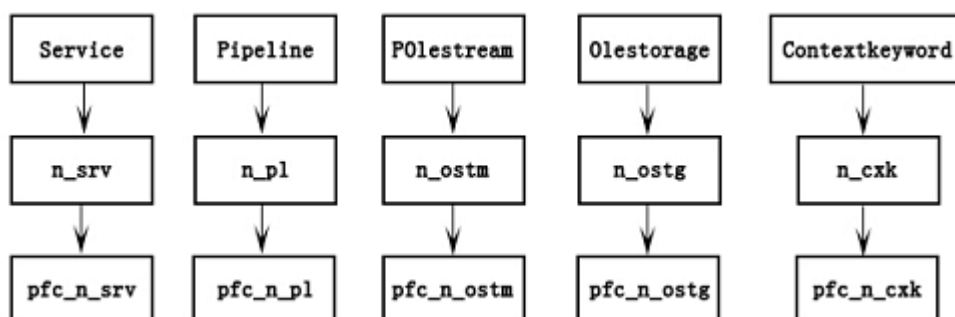 Service Pipeline POlestream Olestorage Contextkeyword
n_srv n_pl n_ostm n_ostg n_cxk
pfc_n_srv pfc_n_pl pfc_n_ostm pfc_n_ostg pfc_n_cxk